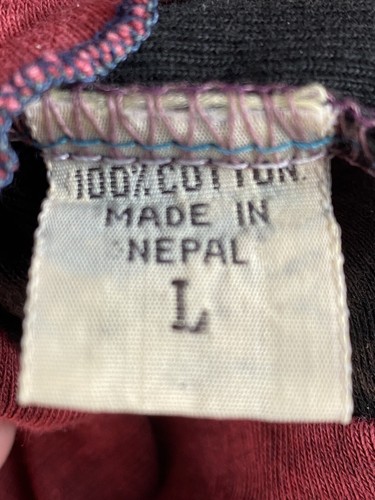 100% COTTON.
MADE IN
NEPAL
L